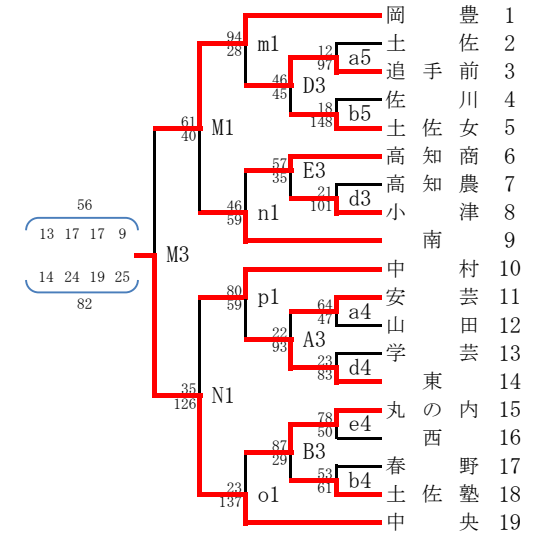 岡 豊 1
94
28 m1
土 佐 2
12
97 a5
追 手 前 3
46
45 D3
佐 川 4
18
148 b5
土 佐 女 5
61
40 M1
高 知 商 6
57
35 E3
高 知 農 7
21
101 d3
小 津 8
46
59 n1
南 9
56
13 17 17 9
M3
14 24 19 25
82
中 村 10
80
59 p1
安 芸 11
64
47 a4
山 田 12
22
93 A3
学 芸 13
23
83 d4
東 14
35
126 N1
丸 の 内 15
78
50 e4
西 16
87
29 B3
春 野 17
53
61 b4
土 佐 塾 18
23
137 o1
中 央 19